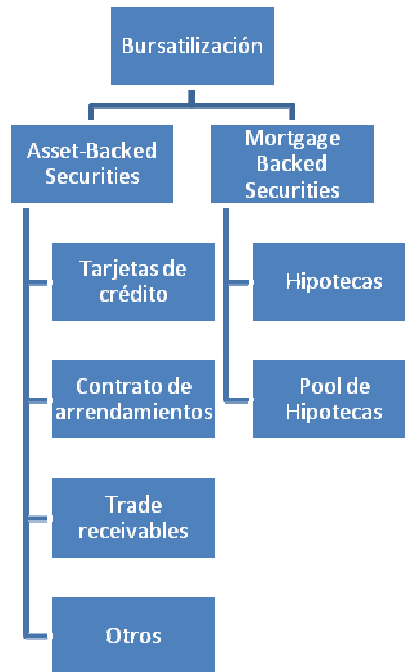 Bursatilización
Asset-Backed
Securities
Mortgage
Backed
Securities
Tarjetas de
crédito
Contrato de
arrendamientos
Trade
receivables
Otros
Hipotecas
Pool de
Hipotecas